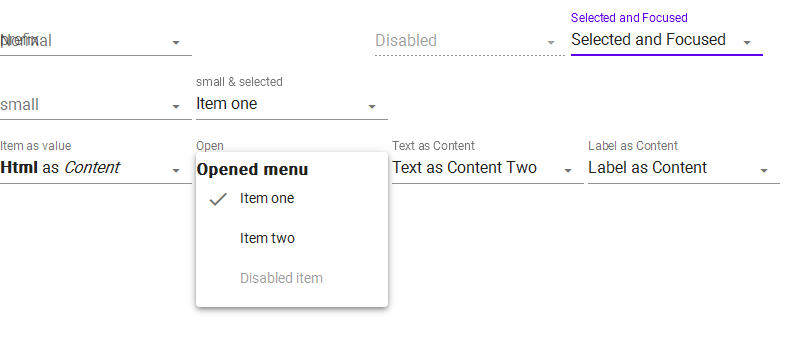 Selected and Focused
prefix Normal
Disabled
Selected and Focused
small & selected
small
Item one
Item as value
Open
Text as Content
Label as Content
Html as Content
Opened menu
Text as Content Two
Label as Content
Item one
Item two
Disabled item